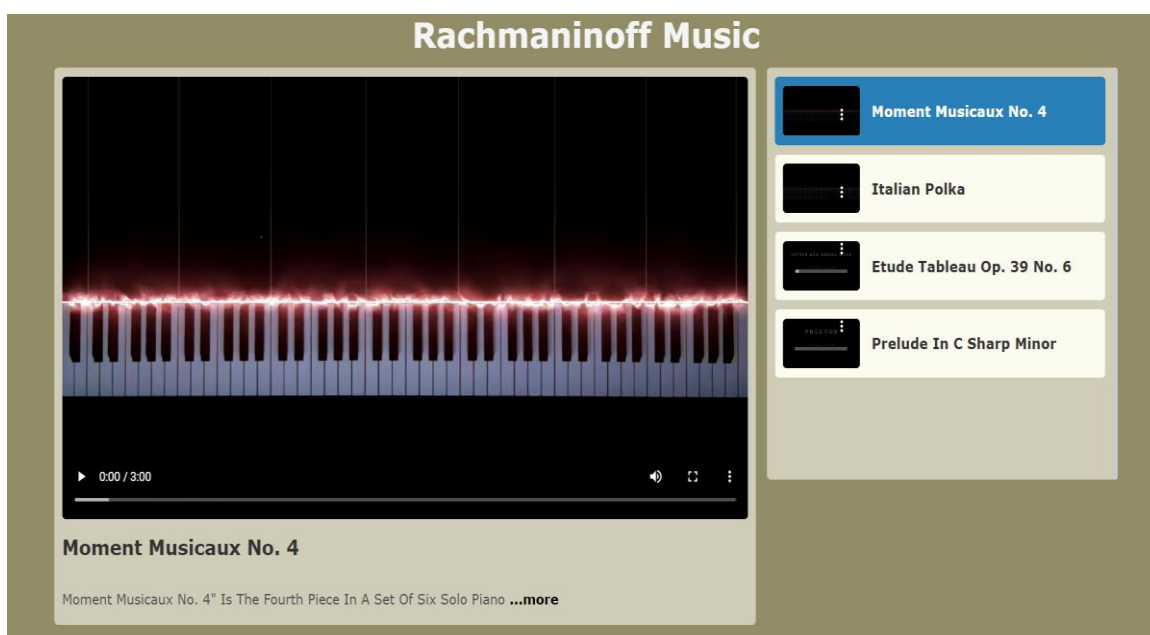 Rachmaninoff Music
0:00 / 3:00
Moment Musicaux No. 4
Moment Musicaux No. 4" Is The Fourth Piece In A Set Of Six Solo Piano ...more
Moment Musicaux No. 4
Italian Polka
Etude Tableau Op. 39 No. 6
PRELUDE
Prelude In C Sharp Minor